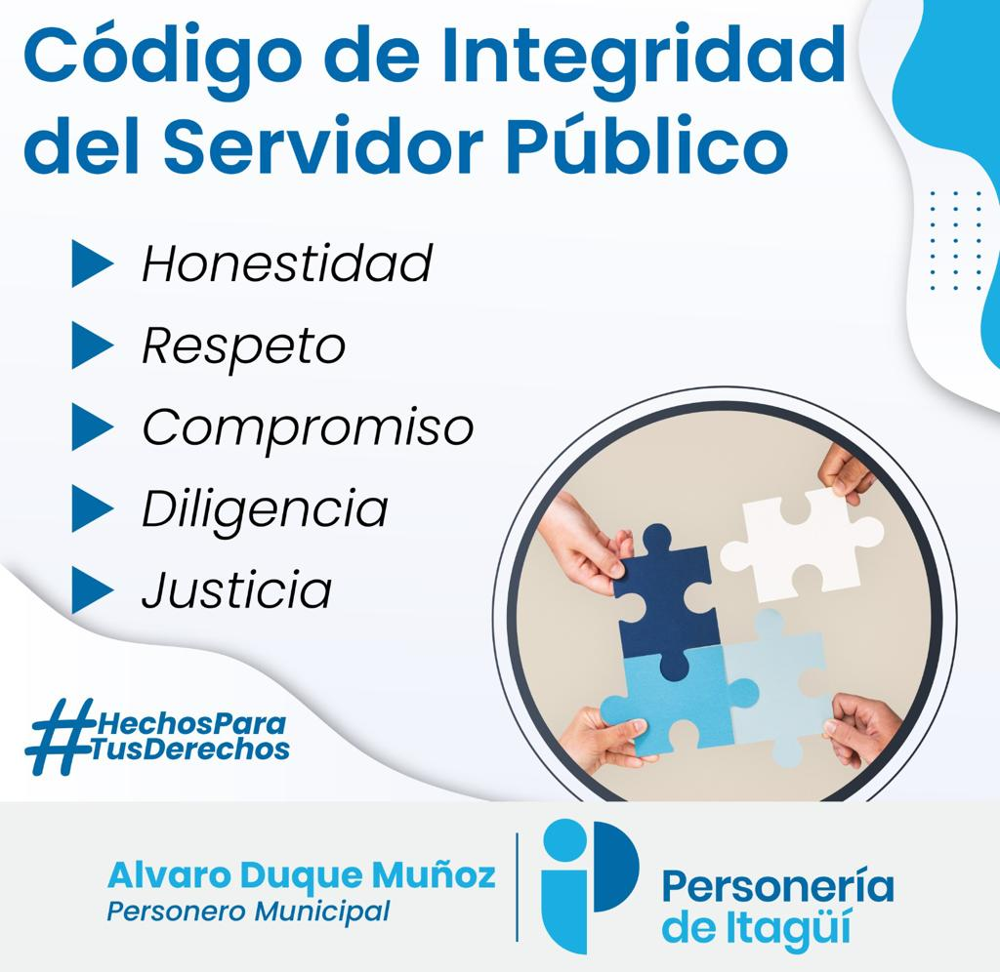 Código de Integridad
del Servidor Público
Honestidad
Respeto
Compromiso
Diligencia
Justicia
#HechosPara
TusDerechos
Alvaro Duque Muñoz
Personero Municipal
Personería
de Itagüí